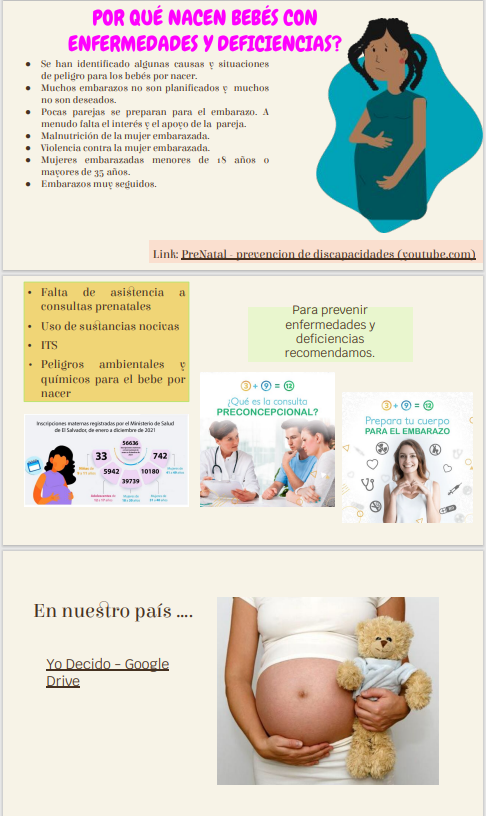 POR QUÉ NACEN BEBÉS CON
ENFERMEDADES Y DEFICIENCIAS?
● Se han identificado algunas causas y situaciones
de peligro para los bebés por nacer.
● Muchos embarazos no son planificados y muchos
no son deseados.
● Pocas parejas se preparan para el embarazo. A
menudo falta el interés y el apoyo de la pareja.
● Malnutrición de la mujer embarazada.
● Violencia contra la mujer embarazada.
● Mujeres embarazadas menores de 18 años o
mayores de 35 años.
● Embarazos muy seguidos.
Link: PreNatal - prevencion de discapacidades (youtube.com)
• Falta de asistencia a
consultas prenatales
• Uso de sustancias nocivas
• ITS
• Peligros ambientales y
químicos para el bebe por
nacer
Para prevenir
enfermedades y
deficiencias
recomendamos.
Inscripciones maternas registradas por el Ministerio de Salud
de El Salvador, de enero a diciembre de 2021
56636
33
742
5942
10180
39739
3 + 9 = 12
¿Qué es la consulta
PRECONCEPCIONAL?
3 + 9 = 12
Prepara tu cuerpo
PARA EL EMBARAZO
En nuestro país ....
Yo Decido – Google
Drive